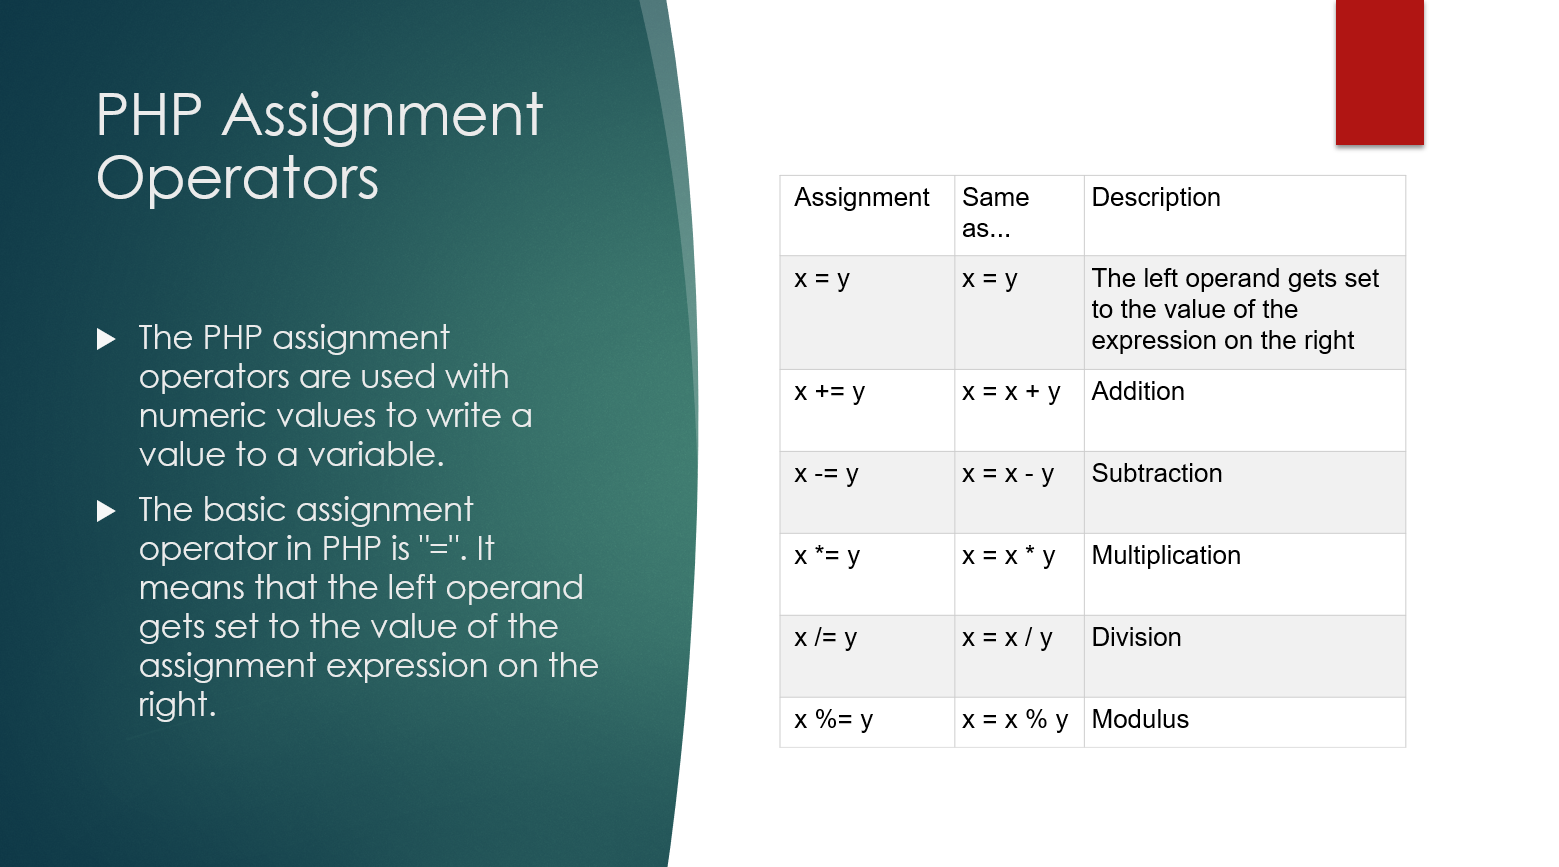 PHP Assignment
Operators
The PHP assignment
operators are used with
numeric values to write a
value to a variable.
The basic assignment
operator in PHP is "=". It
means that the left operand
gets set to the value of the
assignment expression on the
right.
Assignment Same as... Description
x = y x = y The left operand gets set
to the value of the
expression on the right
x += y x = x + y Addition
x -= y x = x - y Subtraction
x *= y x = x * y Multiplication
x /= y x = x / y Division
x %= y x = x % y Modulus